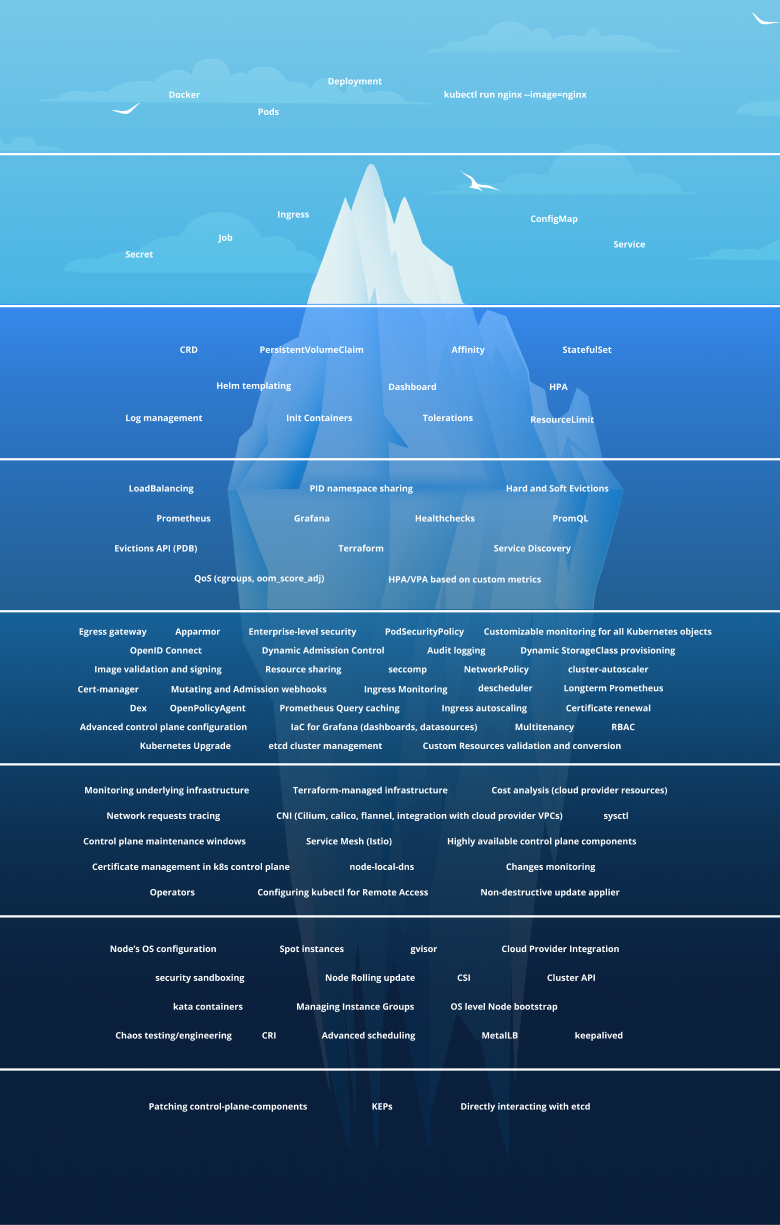 Deployment
Docker
kubectl run nginx --image=nginx
Pods
Ingress
ConfigMap
Job
Service
Secret
CRD
PersistentVolumeClaim
Affinity
StatefulSet
Helm templating
Dashboard
HPA
Log management
Init Containers
Tolerations
ResourceLimit
LoadBalancing
PID namespace sharing
Hard and Soft Evictions
Prometheus
Grafana
Healthchecks
PromQL
Evictions API (PDB)
Terraform
Service Discovery
QoS (cgroups, oom_score_adj)
HPA/VPA based on custom metrics
Egress gateway
Apparmor
Enterprise-level security
PodSecurityPolicy
Customizable monitoring for all Kubernetes objects
OpenID Connect
Dynamic Admission Control
Audit logging
Dynamic StorageClass provisioning
Image validation and signing
Resource sharing
seccomp
NetworkPolicy
cluster-autoscaler
Cert-manager
Mutating and Admission webhooks
Ingress Monitoring
descheduler
Longterm Prometheus
Dex
OpenPolicyAgent
Prometheus Query caching
Ingress autoscaling
Certificate renewal
Advanced control plane configuration
IaC for Grafana (dashboards, datasources)
Multitenancy
RBAC
Kubernetes Upgrade
etcd cluster management
Custom Resources validation and conversion
Monitoring underlying infrastructure
Terraform-managed infrastructure
Cost analysis (cloud provider resources)
Network requests tracing
CNI (Cilium, calico, flannel, integration with cloud provider VPCs)
sysctl
Control plane maintenance windows
Service Mesh (Istio)
Highly available control plane components
Certificate management in k8s control plane
node-local-dns
Changes monitoring
Operators
Configuring kubectl for Remote Access
Non-destructive update applier
Node's OS configuration
Spot instances
gvisor
Cloud Provider Integration
security sandboxing
Node Rolling update
CSI
Cluster API
kata containers
Managing Instance Groups
OS level Node bootstrap
Chaos testing/engineering
CRI
Advanced scheduling
MetalLB
keepalived
Patching control-plane-components
KEPs
Directly interacting with etcd